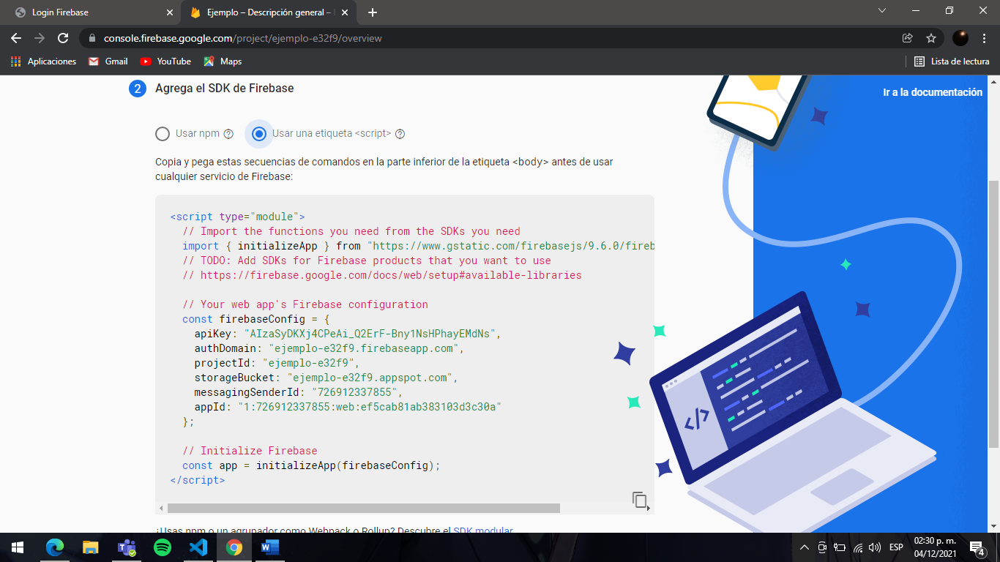 Login Firebase
Ejemplo – Descripción general –
console.firebase.google.com/project/ejemplo-e32f9/overview
Aplicaciones
Gmail
YouTube
Maps
Lista de lectura
2 Agrega el SDK de Firebase
Ir a la documentación
Usar npm
Usar una etiqueta <script>
Copia y pega estas secuencias de comandos en la parte inferior de la etiqueta <body> antes de usar
cualquier servicio de Firebase:
<script type="module">
// Import the functions you need from the SDKs you need
import { initializeApp } from "https://www.gstatic.com/firebasejs/9.6.0/fireb
// TODO: Add SDKs for Firebase products that you want to use
// https://firebase.google.com/docs/web/setup#available-libraries
// Your web app's Firebase configuration
const firebaseConfig = {
apiKey: "AIzaSyDKXj4CPeAi_Q2ErF-Bny1NsHPhayEMdNs",
authDomain: "ejemplo-e32f9.firebaseapp.com",
projectId: "ejemplo-e32f9",
storageBucket: "ejemplo-e32f9.appspot.com",
messagingSenderId: "726912337855",
appId: "1:726912337855:web:ef5cab81ab383103d3c30a"
};
// Initialize Firebase
const app = initializeApp(firebaseConfig);
</script>
</>
¿Usas npm o un agrupador como Webpack o Rollup? Descubre el SDK modular
ESP
02:30 p. m.
04/12/2021
4